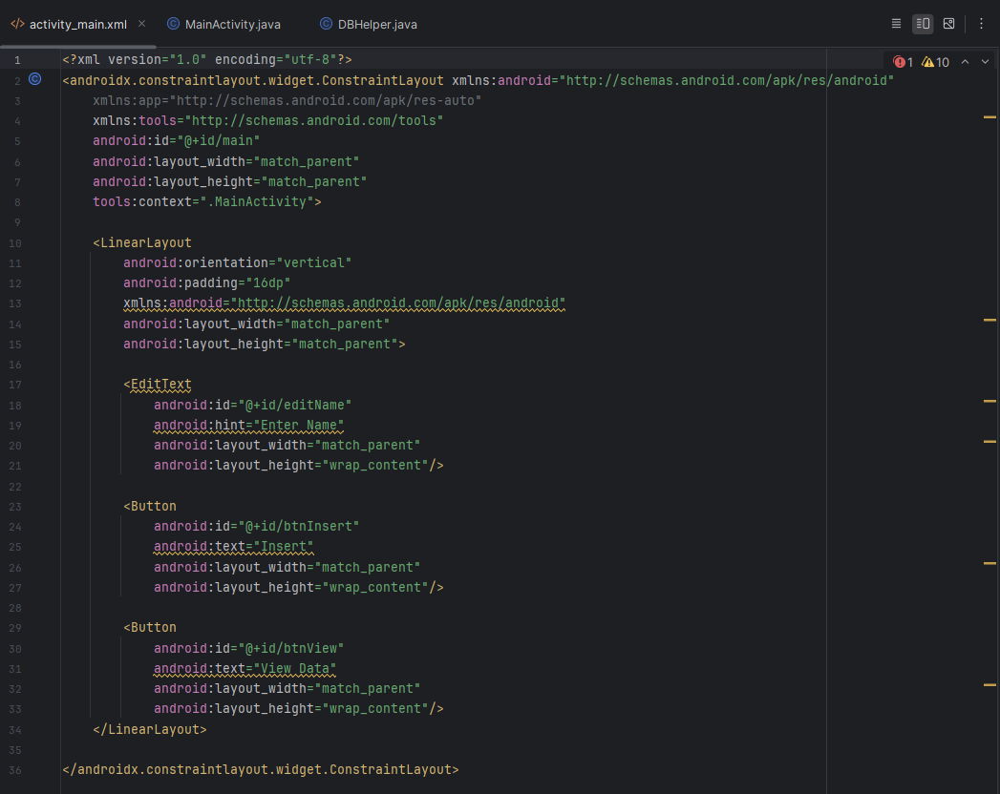 activity_main.xml
MainActivity.java
DBHelper.java
1 <?xml version="1.0" encoding="utf-8"?>
1 10
2 <androidx.constraintlayout.widget.ConstraintLayout xmlns:android="http://schemas.android.com/apk/res/android"
3 xmlns:app="http://schemas.android.com/apk/res-auto"
4 xmlns:tools="http://schemas.android.com/tools"
5 android:id="@+id/main"
6 android:layout_width="match_parent"
7 android:layout_height="match_parent"
8 tools:context=".MainActivity">
9
10 <LinearLayout
11 android:orientation="vertical"
12 android:padding="16dp"
13 xmlns:android="http://schemas.android.com/apk/res/android"
14 android:layout_width="match_parent"
15 android:layout_height="match_parent">
16
17 <EditText
18 android:id="@+id/editName"
19 android:hint="Enter Name"
20 android:layout_width="match_parent"
21 android:layout_height="wrap_content"/>
22
23 <Button
24 android:id="@+id/btnInsert"
25 android:text="Insert"
26 android:layout_width="match_parent"
27 android:layout_height="wrap_content"/>
28
29 <Button
30 android:id="@+id/btnView"
31 android:text="View Data"
32 android:layout_width="match_parent"
33 android:layout_height="wrap_content"/>
34 </LinearLayout>
35
36 </androidx.constraintlayout.widget.ConstraintLayout>